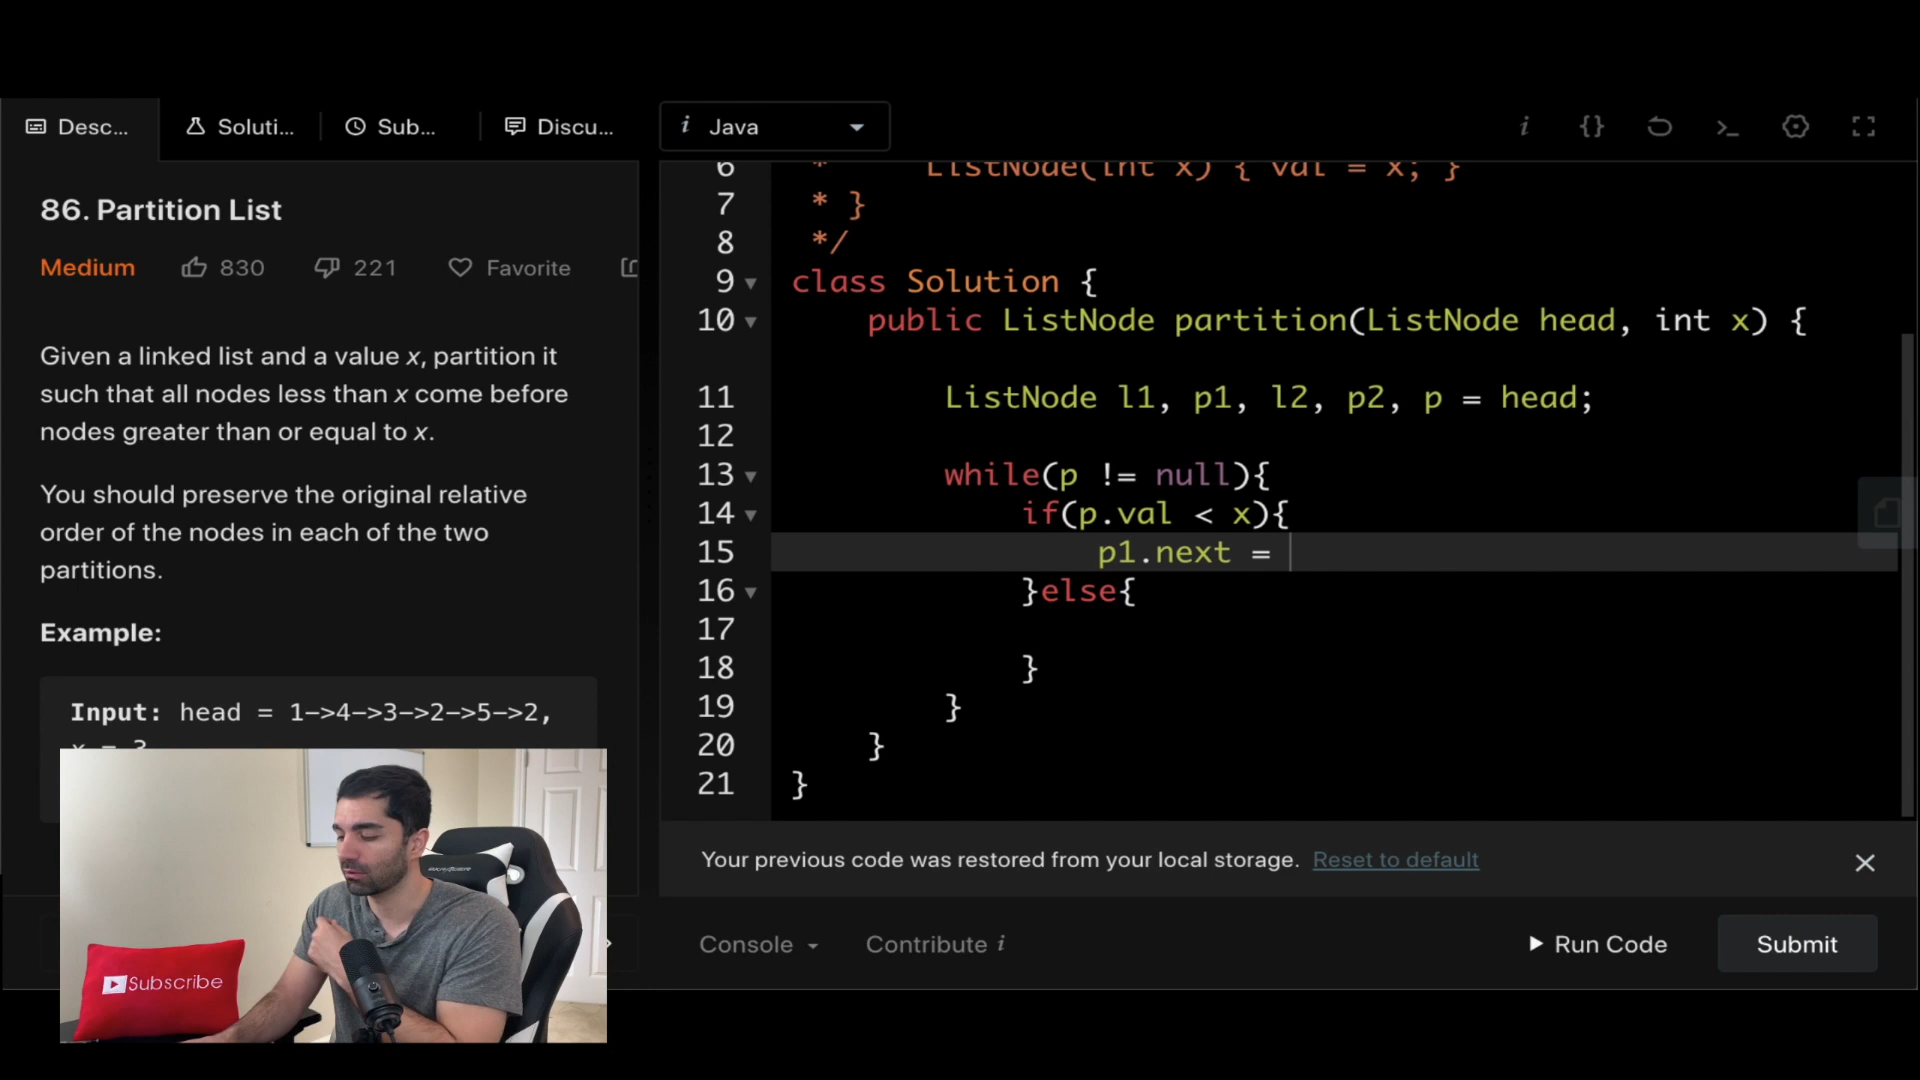 Desc...
Soluti...
Sub...
Discu...
86. Partition List
Medium
830
221
Favorite
Given a linked list and a value x, partition it
such that all nodes less than x come before
nodes greater than or equal to x.
You should preserve the original relative
order of the nodes in each of the two
partitions.
Example:
Input: head = 1->4->3->2->5->2,
x = 3
Subscribe
i Java
i {} >_
6 * ListNode(int x) { val = x; }
7 * }
8 */
9 class Solution {
10 public ListNode partition(ListNode head, int x) {
11 ListNode l1, p1, l2, p2, p = head;
12
13 while(p != null){
14 if(p.val < x){
15 p1.next =
16 }else{
17
18 }
19 }
20 }
21 }
Your previous code was restored from your local storage. Reset to default
Console
Contribute i
Run Code
Submit